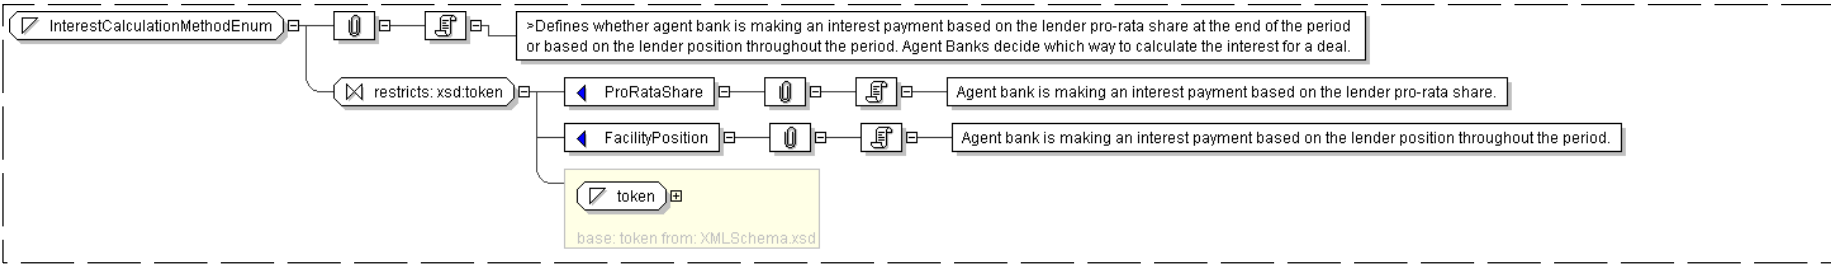 InterestCalculationMethodEnum
>Defines whether agent bank is making an interest payment based on the lender pro-rata share at the end of the period
or based on the lender position throughout the period. Agent Banks decide which way to calculate the interest for a deal.
restricts: xsd:token
ProRataShare
Agent bank is making an interest payment based on the lender pro-rata share.
FacilityPosition
Agent bank is making an interest payment based on the lender position throughout the period.
token
base: token from: XMLSchema.xsd